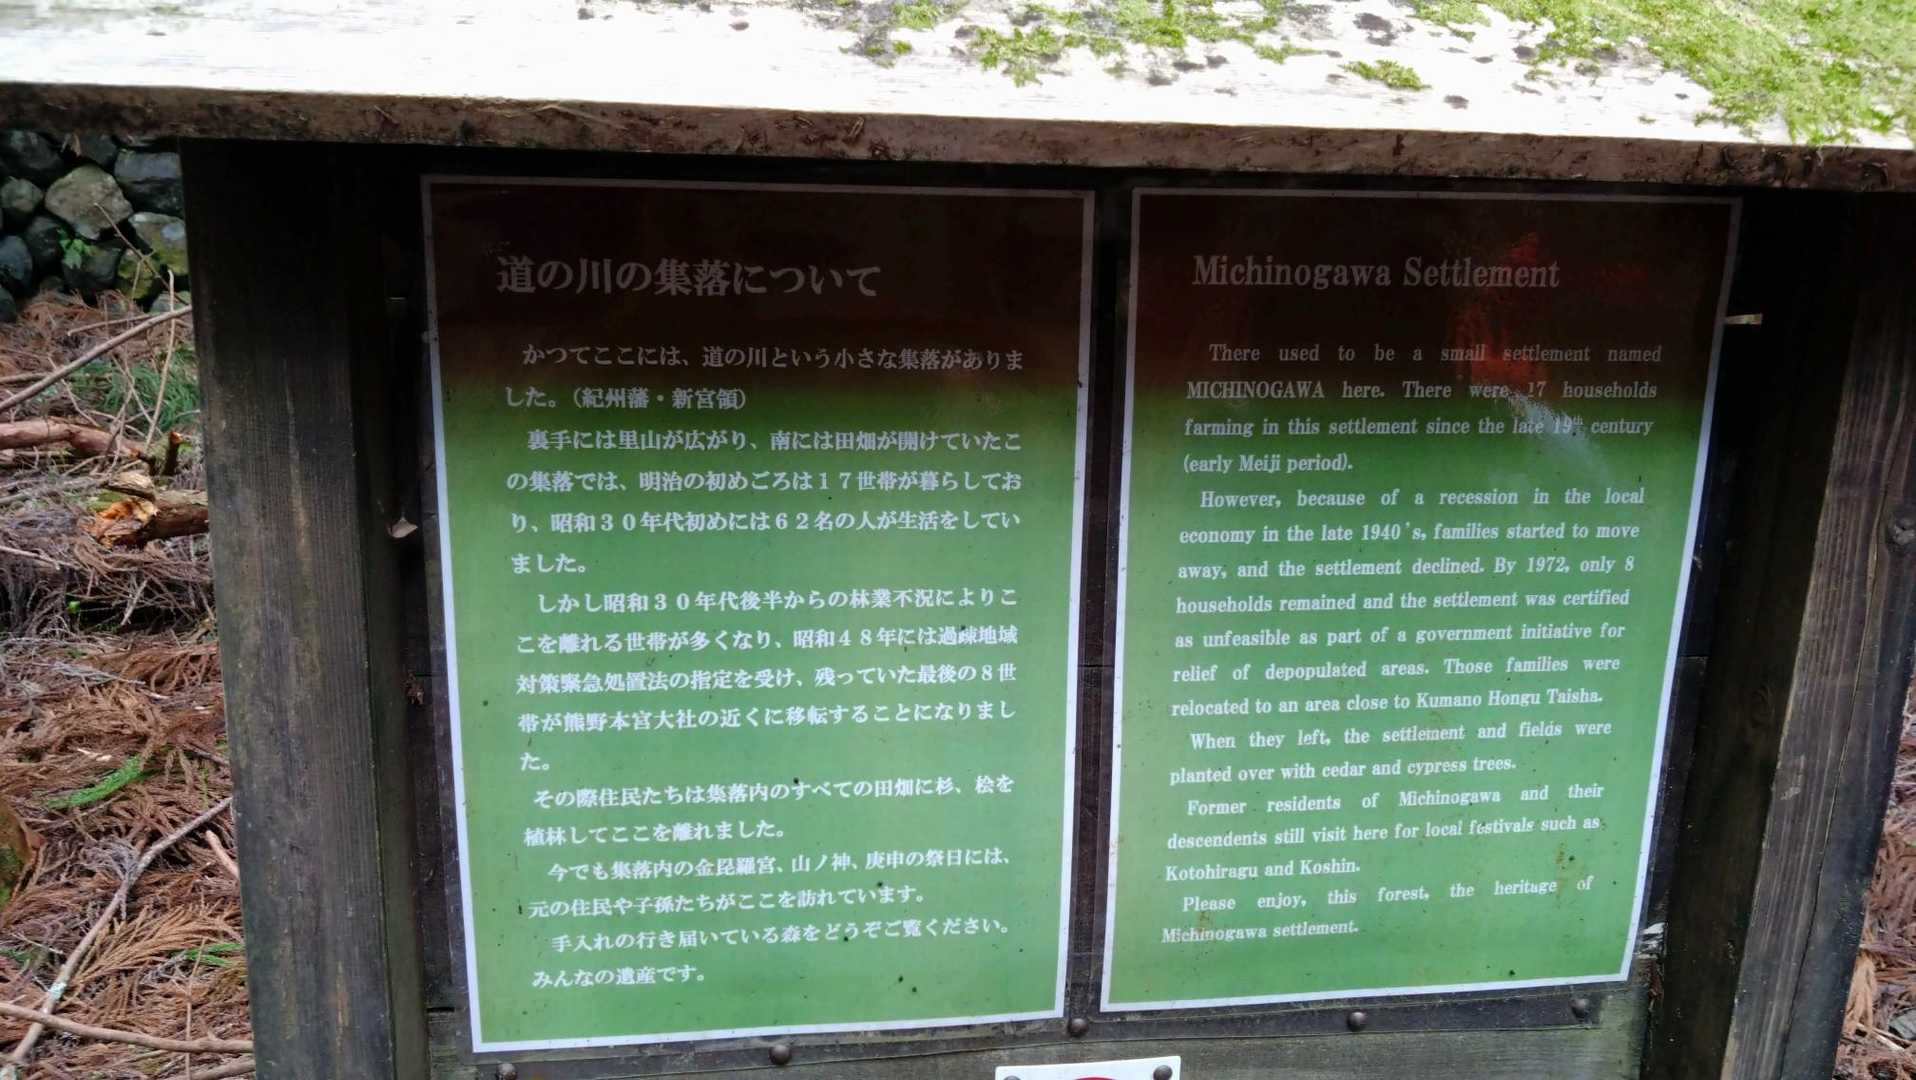 道の川の集落について
かつてここには、道の川という小さな集落がありま
した。（紀州藩・新宮領）
裏手には里山が広がり、南には田畑が開けていたこ
の集落では、明治の初めごろは１７世帯が暮らしてお
り、昭和３０年代初めには６２名の人が生活をしてい
ました。
しかし昭和３０年代後半からの林業不況によりこ
こを離れる世帯が多くなり、昭和４８年には過疎地域
対策緊急処置法の指定を受け、残っていた最後の８世
帯が熊野本宮大社の近くに移転することになりまし
た。
その際住民たちは集落内のすべての田畑に杉、桧を
植林してここを離れました。
今でも集落内の金毘羅宮、山ノ神、庚申の祭日には、
元の住民や子孫たちがここを訪れています。
手入れの行き届いている森をどうぞご覧ください。
みんなの遺産です。
Michinogawa Settlement
There used to be a small settlement named
MICHINOGAWA here. There were 17 households
farming in this settlement since the late 19th century
(early Meiji period).
However, because of a recession in the local
economy in the late 1940's, families started to move
away, and the settlement declined. By 1972, only 8
households remained and the settlement was certified
as unfeasible as part of a government initiative for
relief of depopulated areas. Those families were
relocated to an area close to Kumano Hongu Taisha.
When they left, the settlement and fields were
planted over with cedar and cypress trees.
Former residents of Michinogawa and their
descendents still visit here for local festivals such as
Kotohiragu and Koshin.
Please enjoy, this forest, the heritage of
Michinogawa settlement.